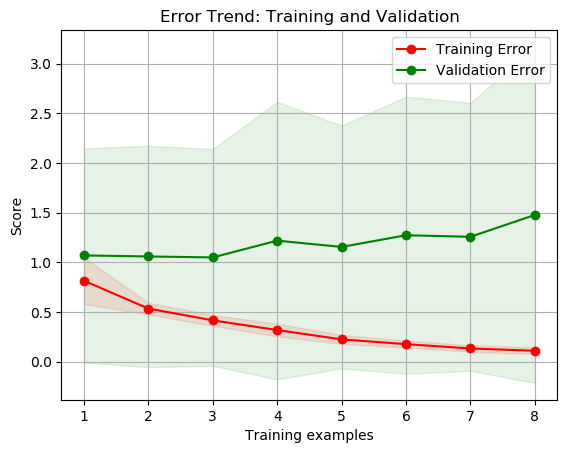 Error Trend: Training and Validation
Training Error
Validation Error
3.0
2.5
2.0
1.5
1.0
0.5
0.0
Score
1 2 3 4 5 6 7 8
Training examples